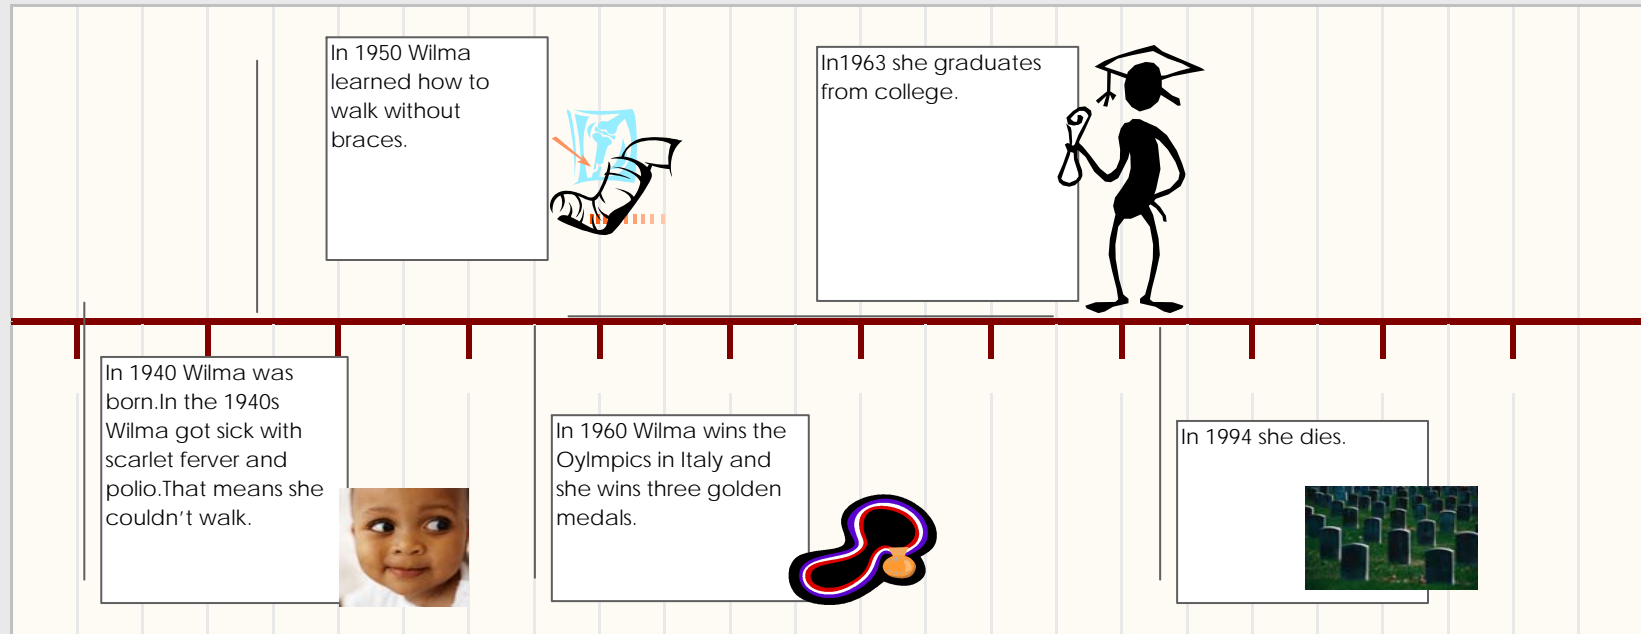 In 1950 Wilma
learned how to
walk without
braces.
In1963 she graduates
from college.
In 1940 Wilma was
born.In the 1940s
Wilma got sick with
scarlet ferver and
polio.That means she
couldn't walk.
In 1960 Wilma wins the
Oylmpics in Italy and
she wins three golden
medals.
In 1994 she dies.